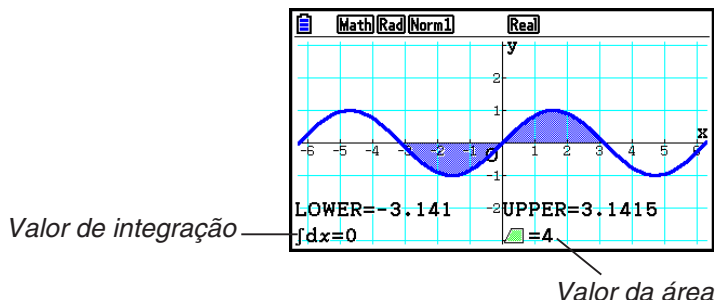 Math Rad Norm1 Real
y
2
1
x
-6 -5 -4 -3 -2 -1 O 1 2 3 4 5 6
-1
-2
LOWER=-3.141 UPPER=3.1415
∫dx=0 =4
Valor de integração
Valor da área